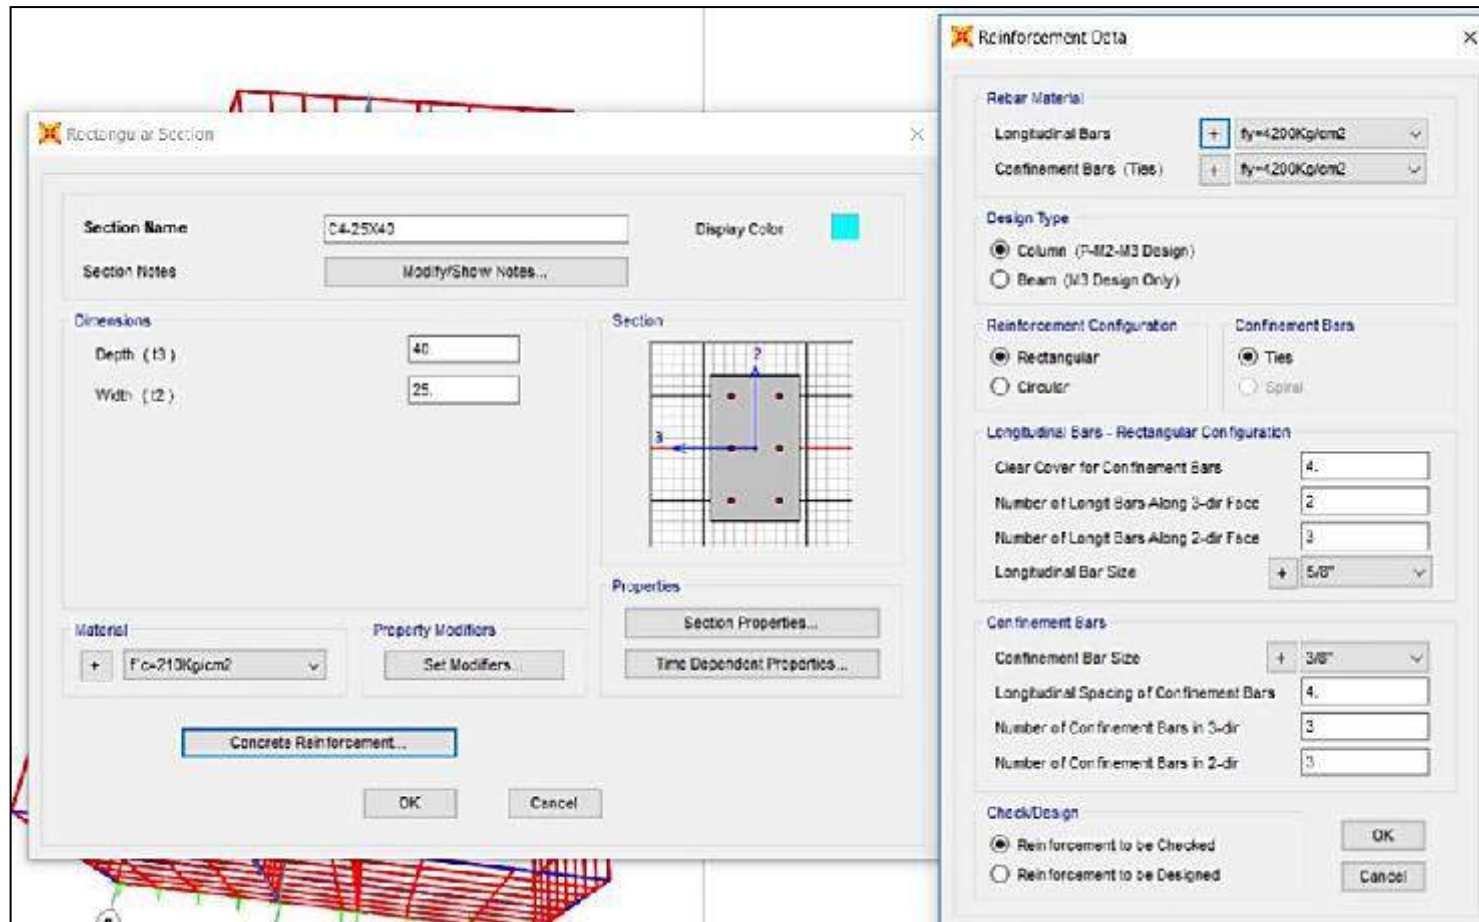 Rectangular Section
Section Name
C4-25X40
Display Color
Section Notes
Modify/Show Notes...
Dimensions
Depth ( t3 )
40.
Width ( t2 )
25.
Section
2
3
Properties
Section Properties...
Time Dependent Properties...
Material
+
f'c=210Kg/cm2
Property Modifiers
Set Modifiers...
Concrete Reinforcement...
OK
Cancel
Reinforcement Data
Rebar Material
Longitudinal Bars
+
fy=4200Kg/cm2
Confinement Bars (Ties)
+
fy=4200Kg/cm2
Design Type
Column (P-M2-M3 Design)
Beam (M3 Design Only)
Reinforcement Configuration
Rectangular
Circular
Confinement Bars
Ties
Spiral
Longitudinal Bars - Rectangular Configuration
Clear Cover for Confinement Bars
4.
Number of Longit Bars Along 3-dir Face
2
Number of Longit Bars Along 2-dir Face
3
Longitudinal Bar Size
+
5/8"
Confinement Bars
Confinement Bar Size
+
3/8"
Longitudinal Spacing of Confinement Bars
4.
Number of Confinement Bars in 3-dir
3
Number of Confinement Bars in 2-dir
3
Check/Design
Reinforcement to be Checked
Reinforcement to be Designed
OK
Cancel